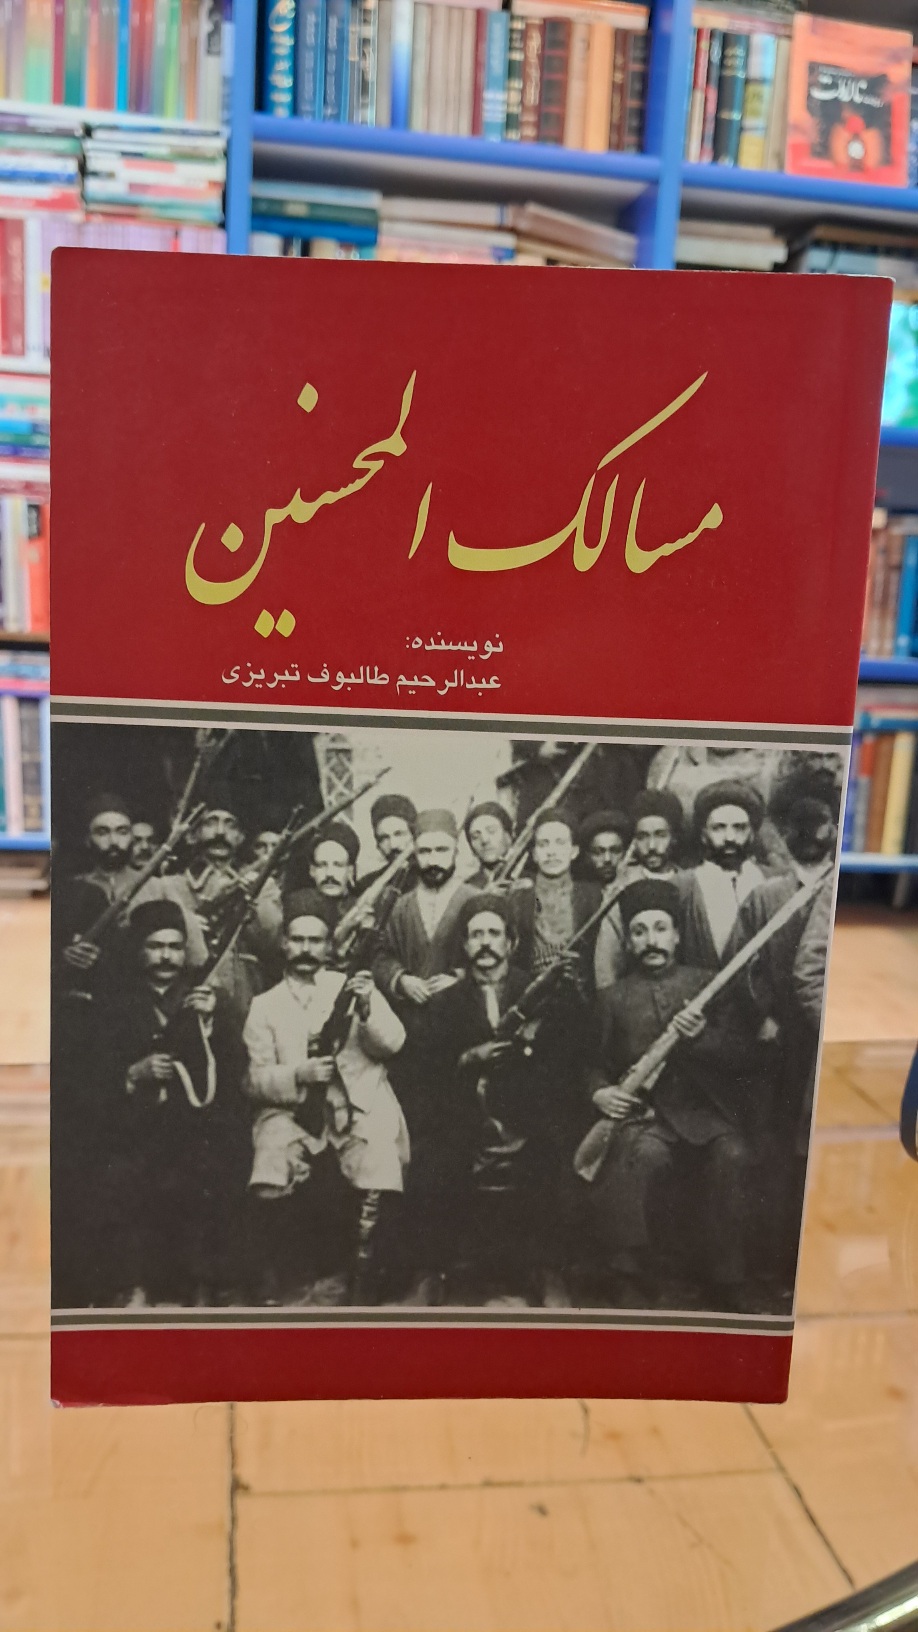 مسالک المحسنین
نویسنده:
عبدالرحیم طالبوف تبریزی